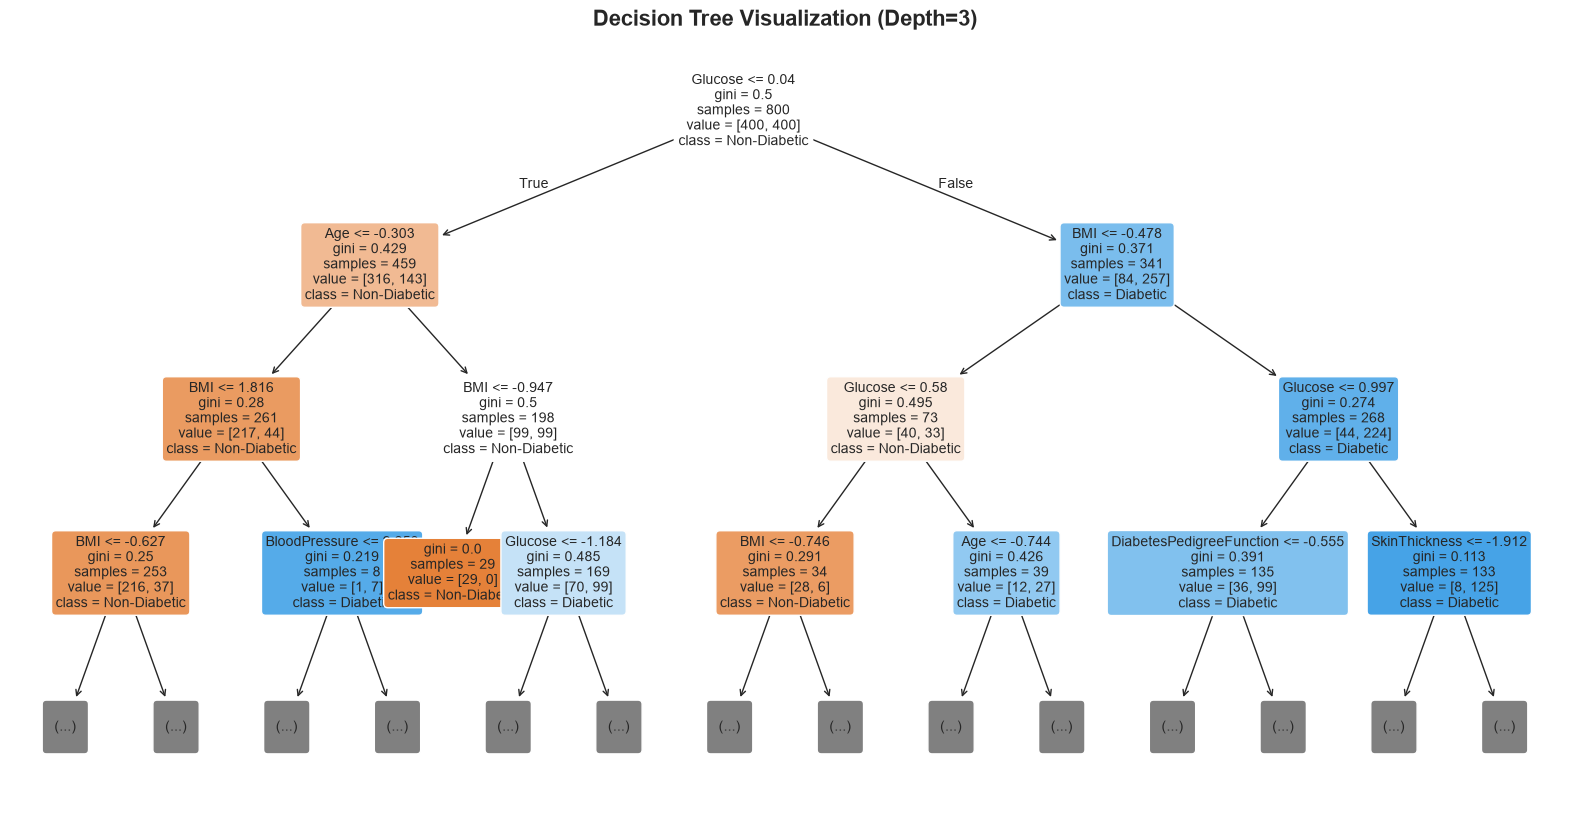 Decision Tree Visualization (Depth=3)
Glucose <= 0.04
gini = 0.5
samples = 800
value = [400, 400]
class = Non-Diabetic
True
False
Age <= -0.303
gini = 0.429
samples = 459
value = [316, 143]
class = Non-Diabetic
BMI <= -0.478
gini = 0.371
samples = 341
value = [84, 257]
class = Diabetic
BMI <= 1.816
gini = 0.28
samples = 261
value = [217, 44]
class = Non-Diabetic
BMI <= -0.947
gini = 0.5
samples = 198
value = [99, 99]
class = Non-Diabetic
Glucose <= 0.58
gini = 0.495
samples = 73
value = [40, 33]
class = Non-Diabetic
Glucose <= 0.997
gini = 0.274
samples = 268
value = [44, 224]
class = Diabetic
BMI <= -0.627
gini = 0.25
samples = 253
value = [216, 37]
class = Non-Diabetic
BloodPressure <=
gini = 0.219
samples = 8
value = [1, 7]
class =
gini = 0.0
samples = 29
value = [29, 0]
class =
Glucose <= -1.184
gini = 0.485
samples = 169
value = [70, 99]
class = Diabetic
BMI <= -0.746
gini = 0.291
samples = 34
value = [28, 6]
class = Non-Diabetic
Age <= -0.744
gini = 0.426
samples = 39
value = [12, 27]
class = Diabetic
DiabetesPedigreeFunction <= -0.555
gini = 0.391
samples = 135
value = [36, 99]
class = Diabetic
SkinThickness <= -1.912
gini = 0.113
samples = 133
value = [8, 125]
class = Diabetic
(...)
(...)
(...)
(...)
(...)
(...)
(...)
(...)
(...)
(...)
(...)
(...)
(...)
(...)